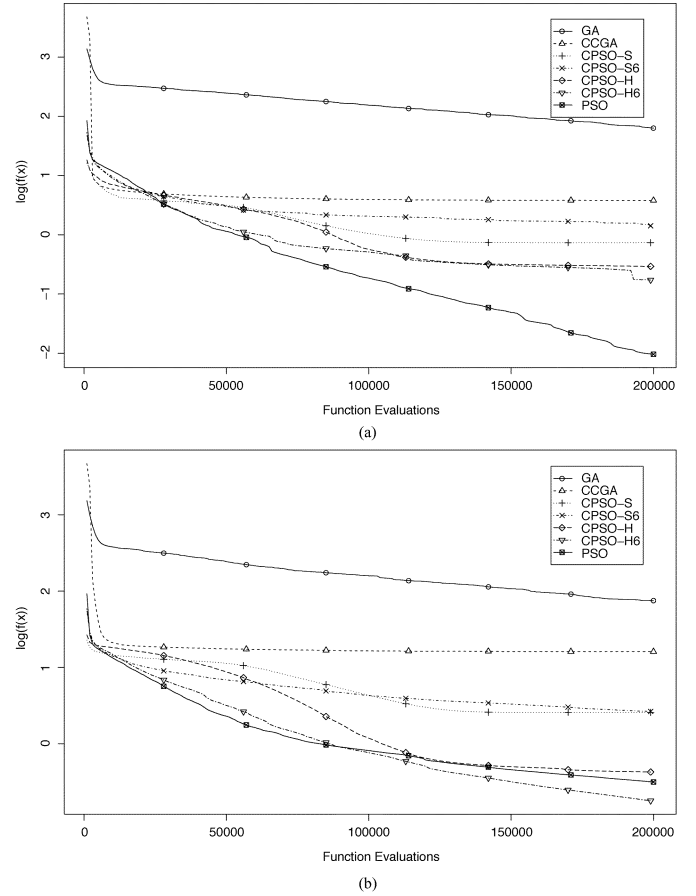 GA
CCGA
CPSO-S
CPSO-S6
CPSO-H
CPSO-H6
PSO
log(f(x))
3
2
1
0
-1
-2
0 50000 100000 150000 200000
Function Evaluations
(a)
GA
CCGA
CPSO-S
CPSO-S6
CPSO-H
CPSO-H6
PSO
log(f(x))
3
2
1
0
0 50000 100000 150000 200000
Function Evaluations
(b)